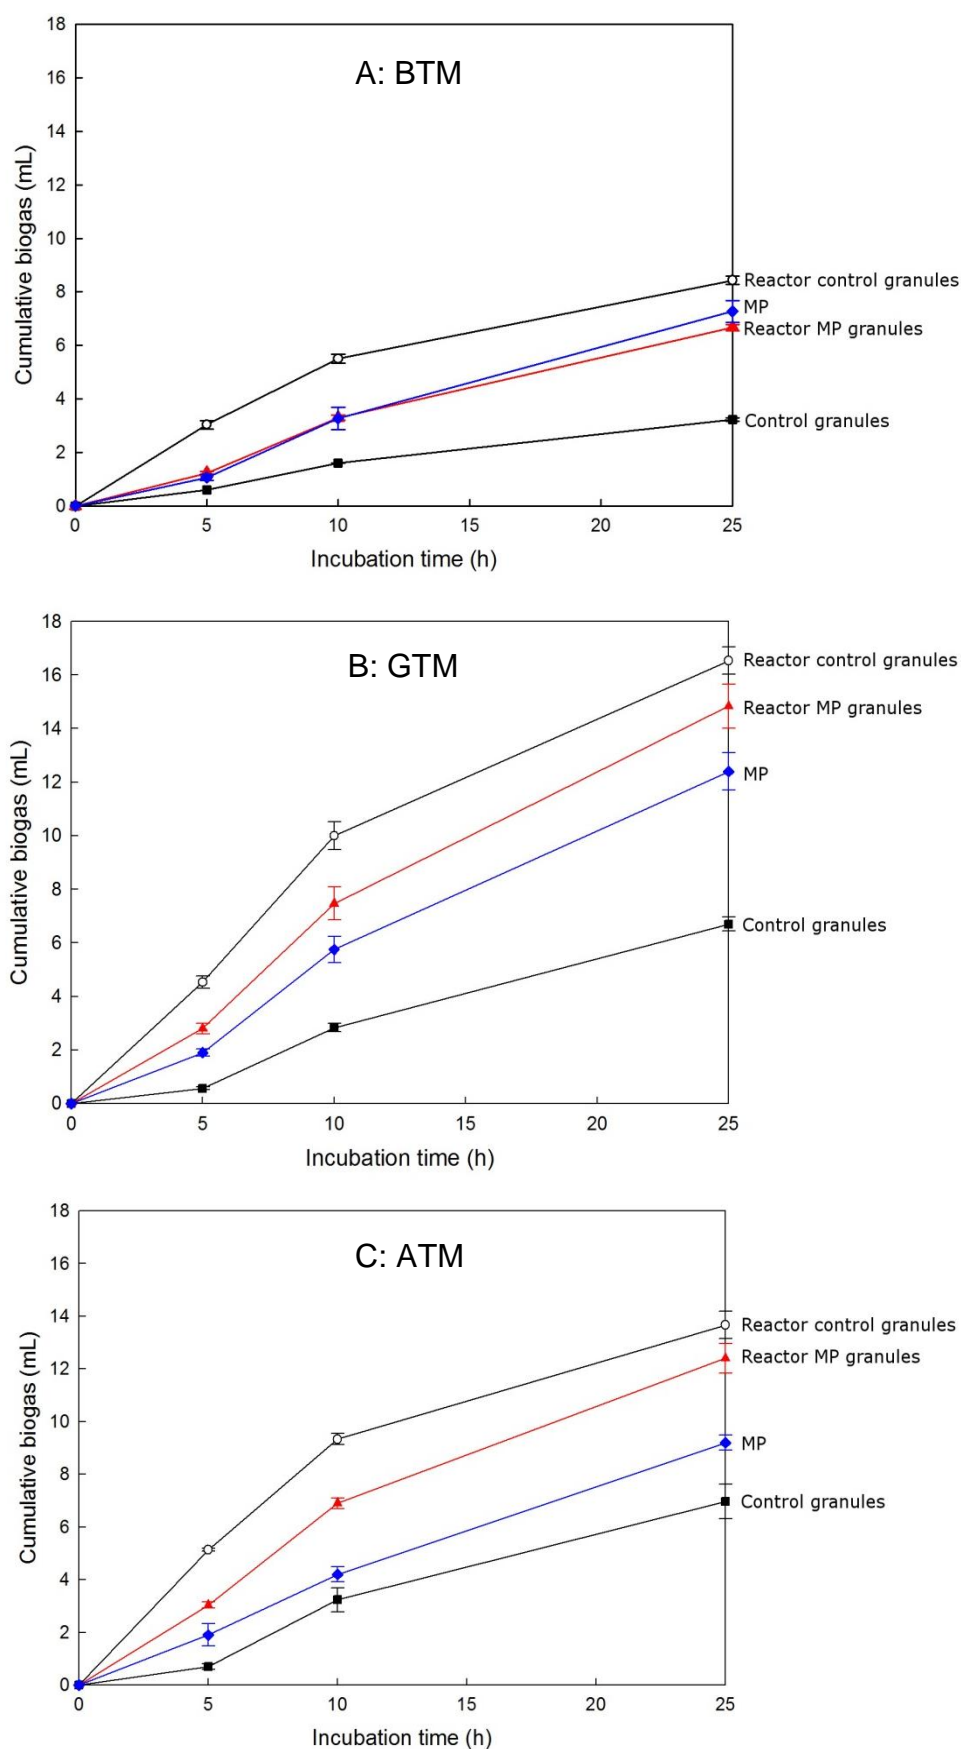 A: BTM
Cumulative biogas (mL)
18
16
14
12
10
8
6
4
2
0
0 5 10 15 20 25
Incubation time (h)
Reactor control granules
MP
Reactor MP granules
Control granules
B: GTM
Cumulative biogas (mL)
18
16
14
12
10
8
6
4
2
0
0 5 10 15 20 25
Incubation time (h)
Reactor control granules
Reactor MP granules
MP
Control granules
C: ATM
Cumulative biogas (mL)
18
16
14
12
10
8
6
4
2
0
0 5 10 15 20 25
Incubation time (h)
Reactor control granules
Reactor MP granules
MP
Control granules